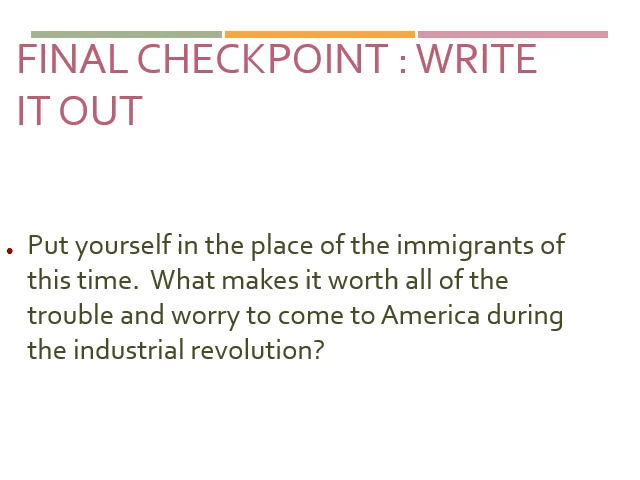 FINAL CHECKPOINT : WRITE
IT OUT
• Put yourself in the place of the immigrants of
this time.  What makes it worth all of the
trouble and worry to come to America during
the industrial revolution?